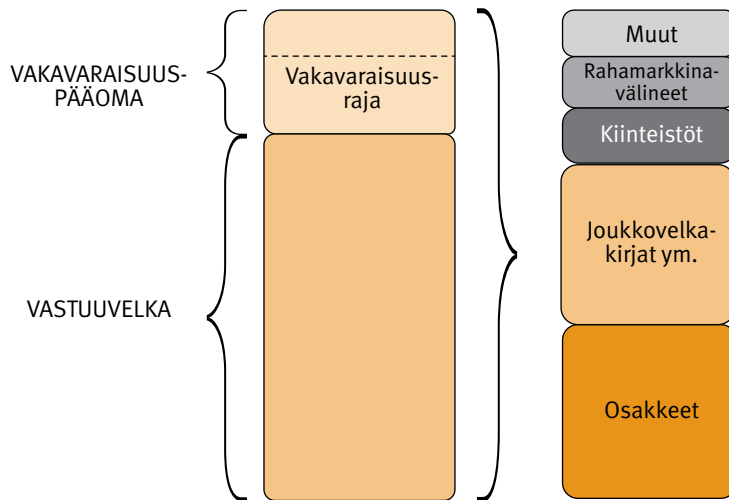 VAKAVARAISUUS-
PÄÄOMA
Vakavaraisuus-
raja
VASTUUVELKA
Muut
Rahamarkkina-
välineet
Kiinteistöt
Joukkovelka-
kirjat ym.
Osakkeet